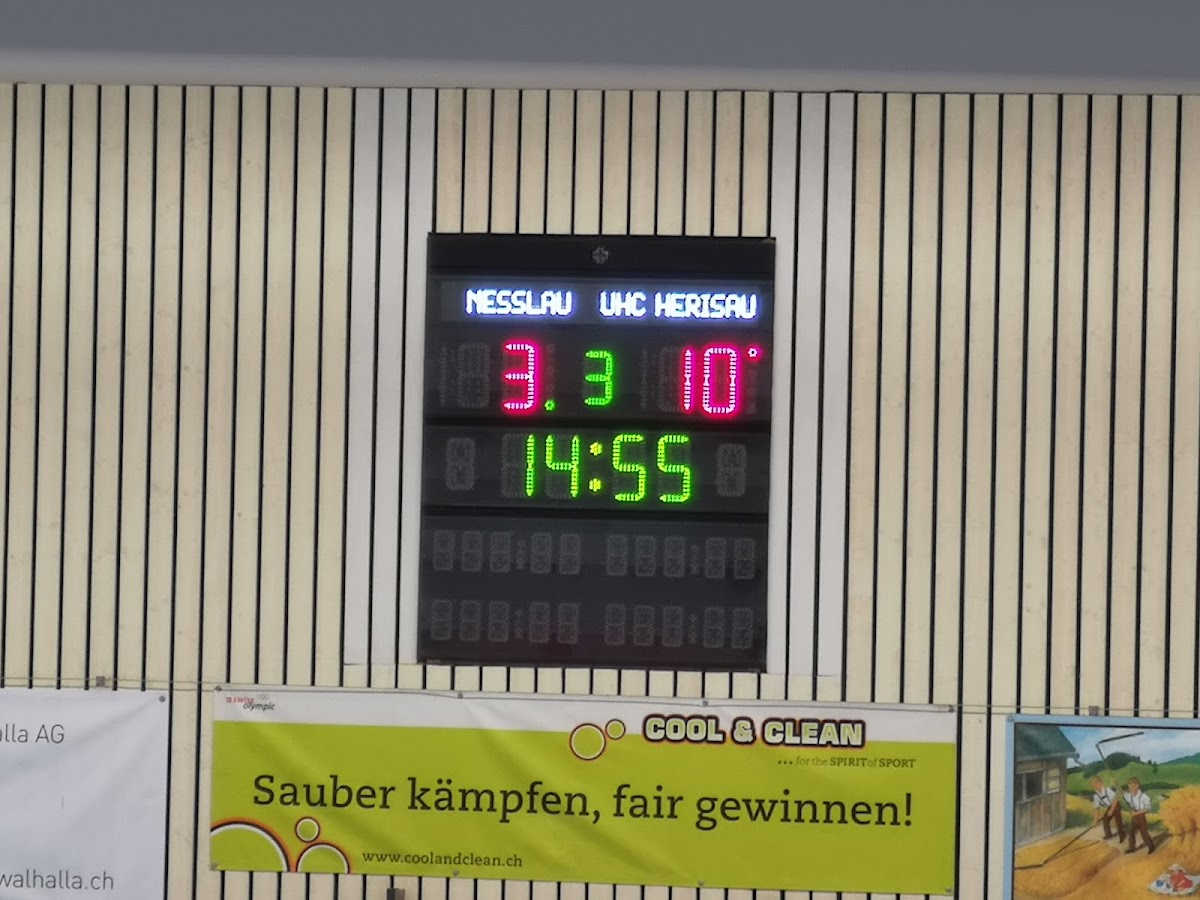 NESSLAU UHC HERISAU
3. 3 10
14:55
alla AG
walhalla.ch
swiss olympic
COOL & CLEAN
... for the SPIRIT of SPORT
Sauber kämpfen, fair gewinnen!
www.coolandclean.ch